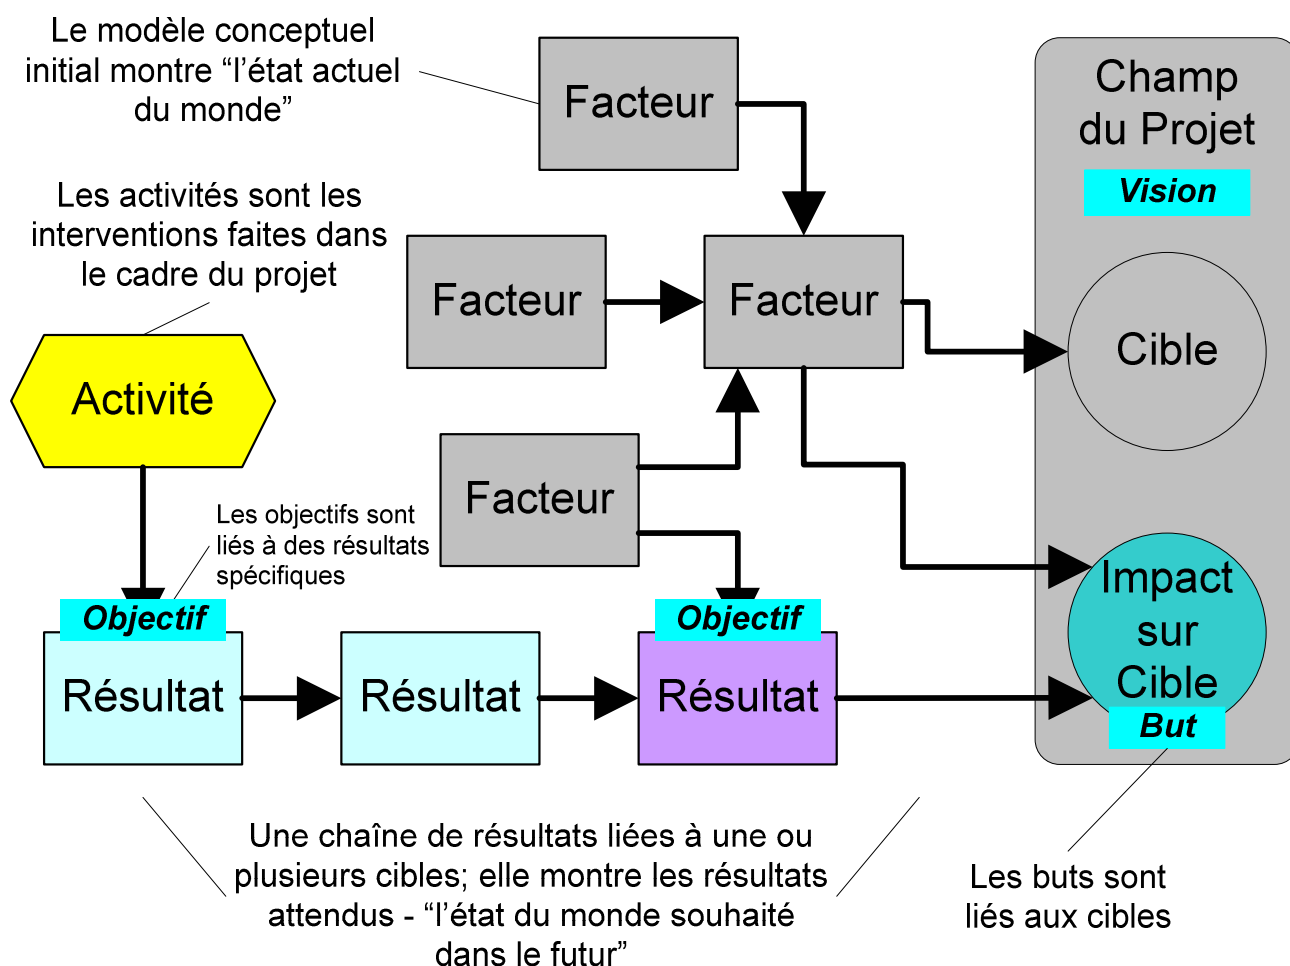 Le modèle conceptuel
initial montre “l’état actuel
du monde”
Facteur
Champ
du Projet
Vision
Les activités sont les
interventions faites dans
le cadre du projet
Facteur
Facteur
Cible
Activité
Facteur
Les objectifs sont
liés à des résultats
spécifiques
Objectif
Objectif
Impact
sur
Cible
But
Résultat
Résultat
Résultat
Une chaîne de résultats liées à une ou
plusieurs cibles; elle montre les résultats
attendus - “l’état du monde souhaité
dans le futur”
Les buts sont
liés aux cibles